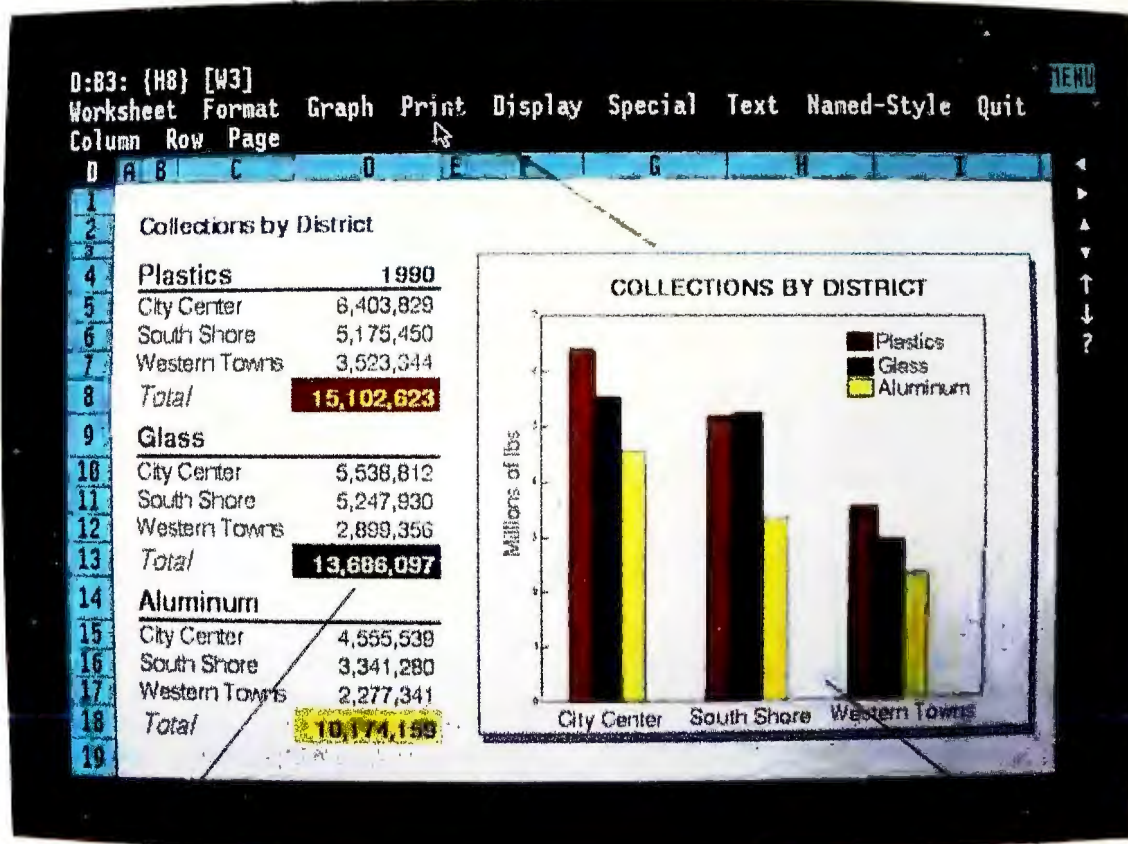 D:B3: {H8} [W3] MENU
Worksheet Format Graph Print Display Special Text Named-Style Quit
Column Row Page
D A B C D E F G H I
1
2 Collections by District
3
4 Plastics 1990
5 City Center 6,403,829
6 South Shore 5,175,450
7 Western Towns 3,523,344
8 Total 15,102,623
9 Glass
10 City Center 5,538,812
11 South Shore 5,247,930
12 Western Towns 2,899,356
13 Total 13,686,097
14 Aluminum
15 City Center 4,555,539
16 South Shore 3,341,280
17 Western Towns 2,277,341
18 Total 10,174,159
19
?
COLLECTIONS BY DISTRICT
Plastics
Glass
Aluminum
Millions of lbs
City Center South Shore Western Towns